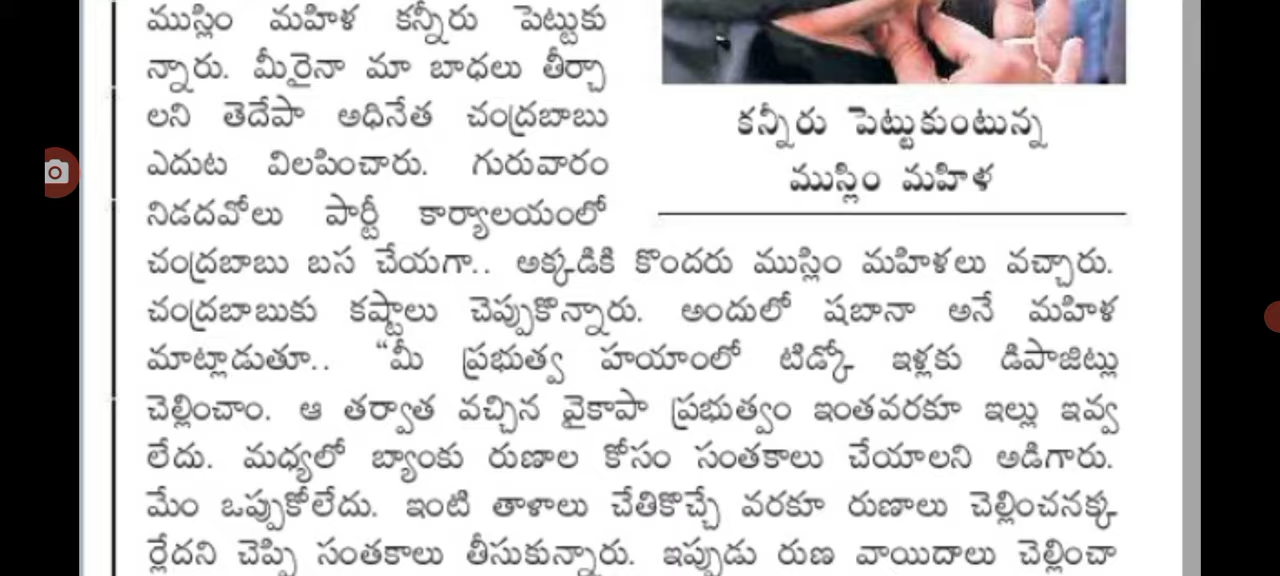 ముస్లిం మహిళ కన్నీరు పెట్టుకు
న్నారు. మీరైనా మా బాధలు తీర్చా
లని తెదేపా అధినేత చంద్రబాబు
ఎదుట విలపించారు. గురువారం
నిడదవోలు పార్టీ కార్యాలయంలో
కన్నీరు పెట్టుకుంటున్న
ముస్లిం మహిళ
చంద్రబాబు బస చేయగా.. అక్కడికి కొందరు ముస్లిం మహిళలు వచ్చారు.
చంద్రబాబుకు కష్టాలు చెప్పుకొన్నారు. అందులో షబానా అనే మహిళ
మాట్లాడుతూ.. “మీ ప్రభుత్వ హయాంలో టిడ్కో ఇళ్లకు డిపాజిట్లు
చెల్లించాం. ఆ తర్వాత వచ్చిన వైకాపా ప్రభుత్వం ఇంతవరకూ ఇల్లు ఇవ్వ
లేదు. మధ్యలో బ్యాంకు రుణాల కోసం సంతకాలు చేయాలని అడిగారు.
మేం ఒప్పుకోలేదు. ఇంటి తాళాలు చేతికొచ్చే వరకూ రుణాలు చెల్లించనక్క
ర్లేదని చెప్పి సంతకాలు తీసుకున్నారు. ఇప్పుడు రుణ వాయిదాలు చెల్లించా